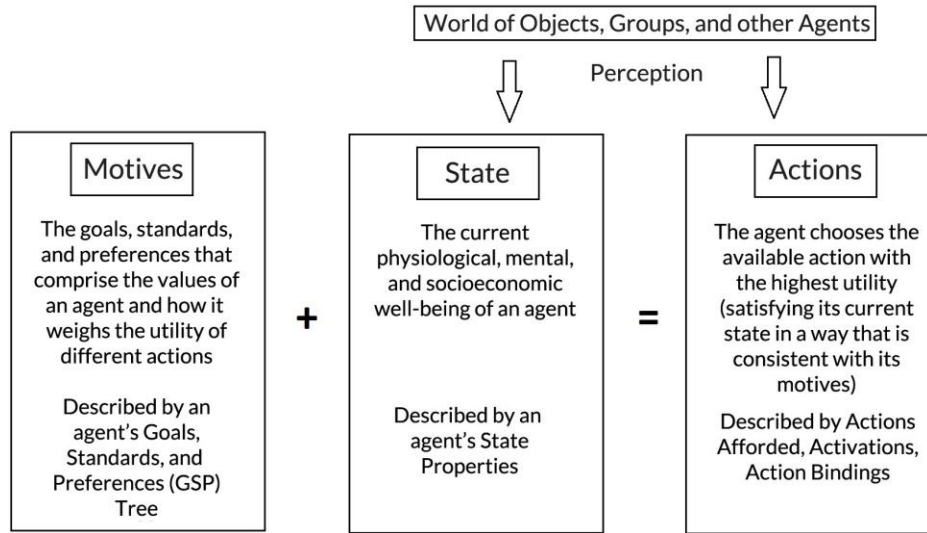 World of Objects, Groups, and other Agents
Perception
Motives
The goals, standards,
and preferences that
comprise the values of
an agent and how it
weighs the utility of
different actions
Described by an
agent's Goals,
Standards, and
Preferences (GSP)
Tree
+
State
The current
physiological, mental,
and socioeconomic
well-being of an agent
Described by an
agent's State
Properties
=
Actions
The agent chooses the
available action with
the highest utility
(satisfying its current
state in a way that is
consistent with its
motives)
Described by Actions
Afforded, Activations,
Action Bindings